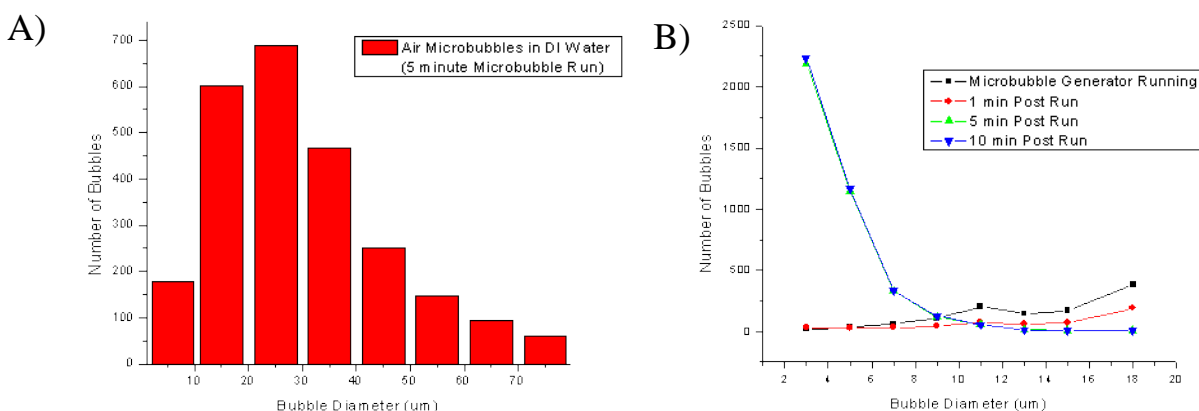 A)
700
600
500
400
300
200
100
0
Number of Bubbles
Air Microbubbles in DI Water
(5 minute Microbubble Run)
10 20 30 40 50 60 70
Bubble Diameter (um)
B)
2500
2000
1500
1000
500
0
Number of Bubbles
Microbubble Generator Running
1 min Post Run
5 min Post Run
10 min Post Run
2 4 6 8 10 12 14 16 18 20
Bubble Diameter (um)